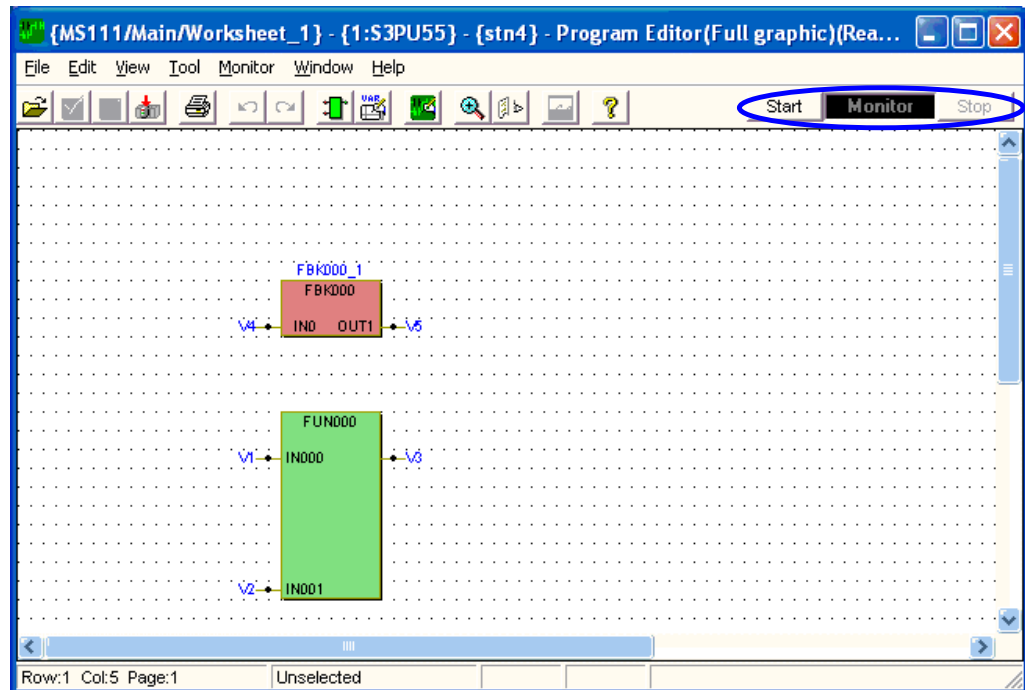 {MS111/Main/Worksheet_1} - {1:S3PU55} - {stn4} - Program Editor(Full graphic)(Rea...
File Edit View Tool Monitor Window Help
VAR Start Monitor Stop
FBK000_1
FBK000
V4 IN0 OUT1 V5
FUN000
V1 IN000 V3
V2 IN001
Row:1 Col:5 Page:1 Unselected